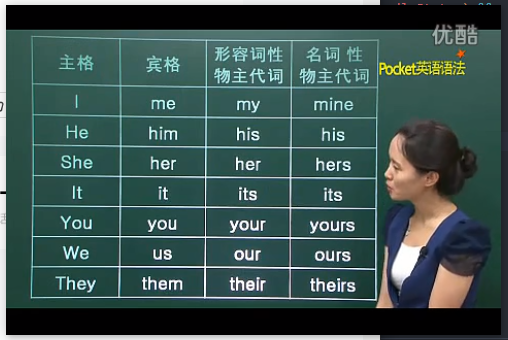 优酷
Pocket英语语法
主格 宾格 形容词性 名词 性
物主代词 物主代词
I me my mine
He him his his
She her her hers
It it its its
You you your yours
We us our ours
They them their theirs